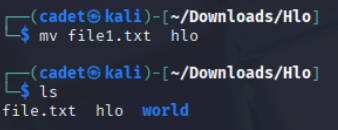 ┌──(cadet㉿kali)-[~/Downloads/Hlo]
└─$ mv file1.txt  hlo
┌──(cadet㉿kali)-[~/Downloads/Hlo]
└─$ ls
file.txt  hlo  world